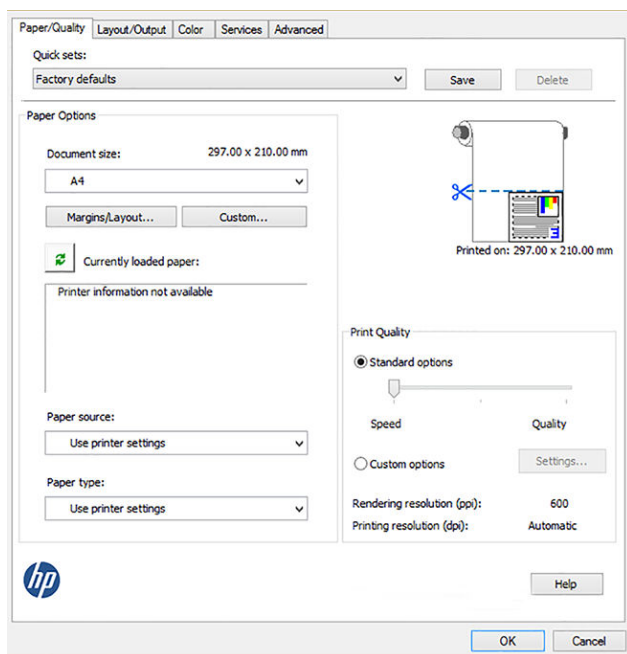 Paper/Quality Layout/Output Color Services Advanced
Quick sets:
Factory defaults Save Delete
Paper Options
Document size: 297.00 x 210.00 mm
A4
Margins/Layout... Custom...
Currently loaded paper:
Printer information not available
Paper source:
Use printer settings
Paper type:
Use printer settings
Printed on: 297.00 x 210.00 mm
Print Quality
Standard options
Speed Quality
Custom options Settings...
Rendering resolution (ppi): 600
Printing resolution (dpi): Automatic
hp
Help
OK Cancel